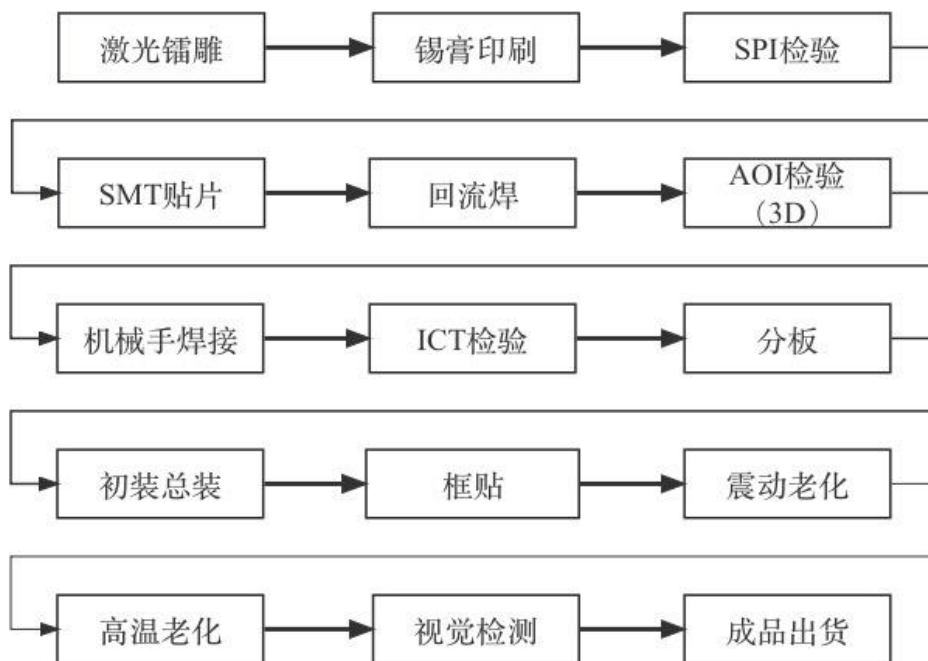 激光镭雕
锡膏印刷
SPI检验
SMT贴片
回流焊
AOI检验
（3D）
机械手焊接
ICT检验
分板
初装总装
框贴
震动老化
高温老化
视觉检测
成品出货